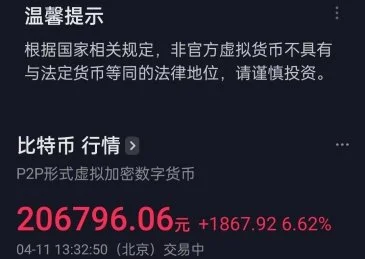 温馨提示
根据国家相关规定，非官方虚拟货币不具有
与法定货币等同的法律地位，请谨慎投资。
比特币 行情
P2P形式虚拟加密数字货币
206796.06元 +1867.92 6.62%
04-11 13:32:50（北京）交易中